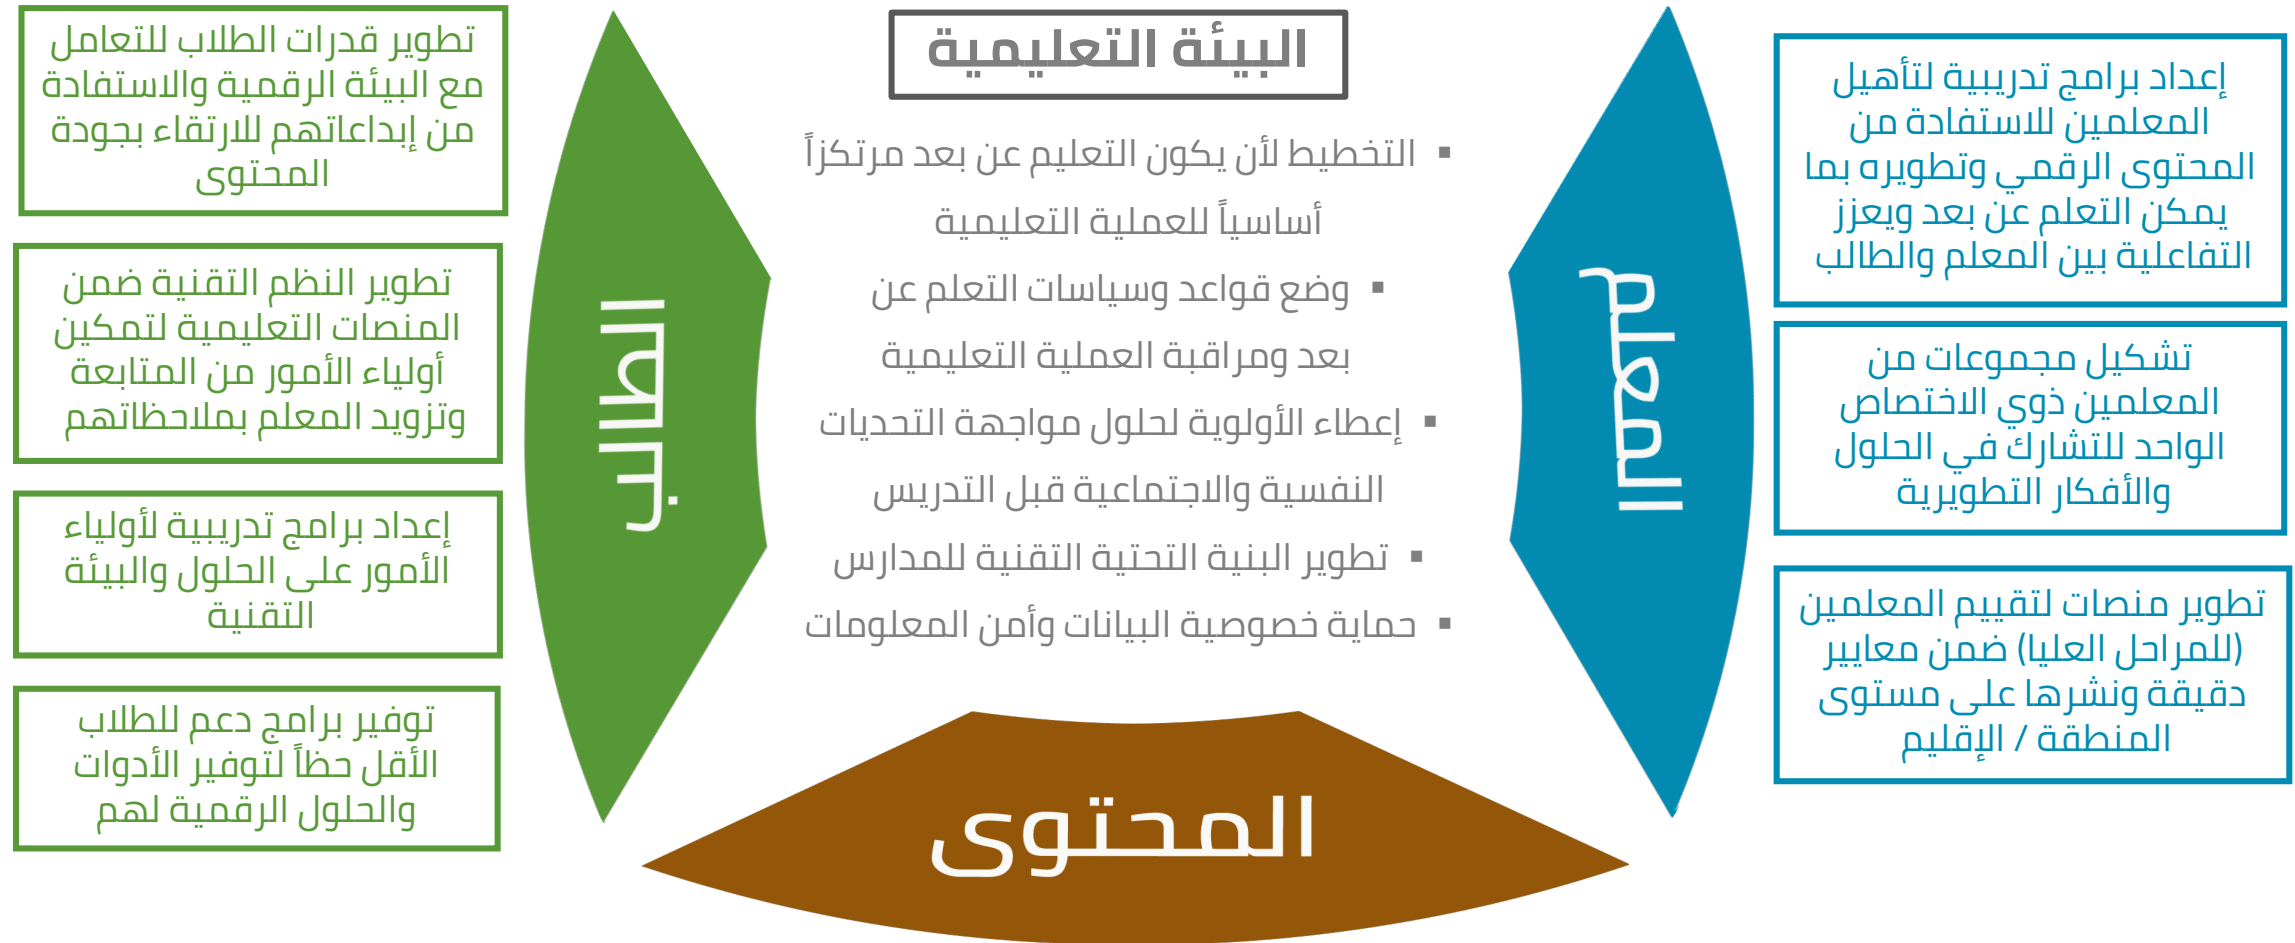 البيئة التعليمية
▪ التخطيط لأن يكون التعليم عن بعد مرتكزاً
أساسياً للعملية التعليمية
▪ وضع قواعد وسياسات التعلم عن
بعد ومراقبة العملية التعليمية
▪ إعطاء الأولوية لحلول مواجهة التحديات
النفسية والاجتماعية قبل التدريس
▪ تطوير البنية التحتية التقنية للمدارس
▪ حماية خصوصية البيانات وأمن المعلومات
المعلم
إعداد برامج تدريبية لتأهيل
المعلمين للاستفادة من
المحتوى الرقمي وتطويره بما
يمكن التعلم عن بعد ويعزز
التفاعلية بين المعلم والطالب
تشكيل مجموعات من
المعلمين ذوي الاختصاص
الواحد للتشارك في الحلول
والأفكار التطويرية
تطوير منصات لتقييم المعلمين
(للمراحل العليا) ضمن معايير
دقيقة ونشرها على مستوى
المنطقة / الإقليم
الطالب
تطوير قدرات الطلاب للتعامل
مع البيئة الرقمية والاستفادة
من إبداعاتهم للارتقاء بجودة
المحتوى
تطوير النظم التقنية ضمن
المنصات التعليمية لتمكين
أولياء الأمور من المتابعة
وتزويد المعلم بملاحظاتهم
إعداد برامج تدريبية لأولياء
الأمور على الحلول والبيئة
التقنية
توفير برامج دعم للطلاب
الأقل حظاً لتوفير الأدوات
والحلول الرقمية لهم
المحتوى